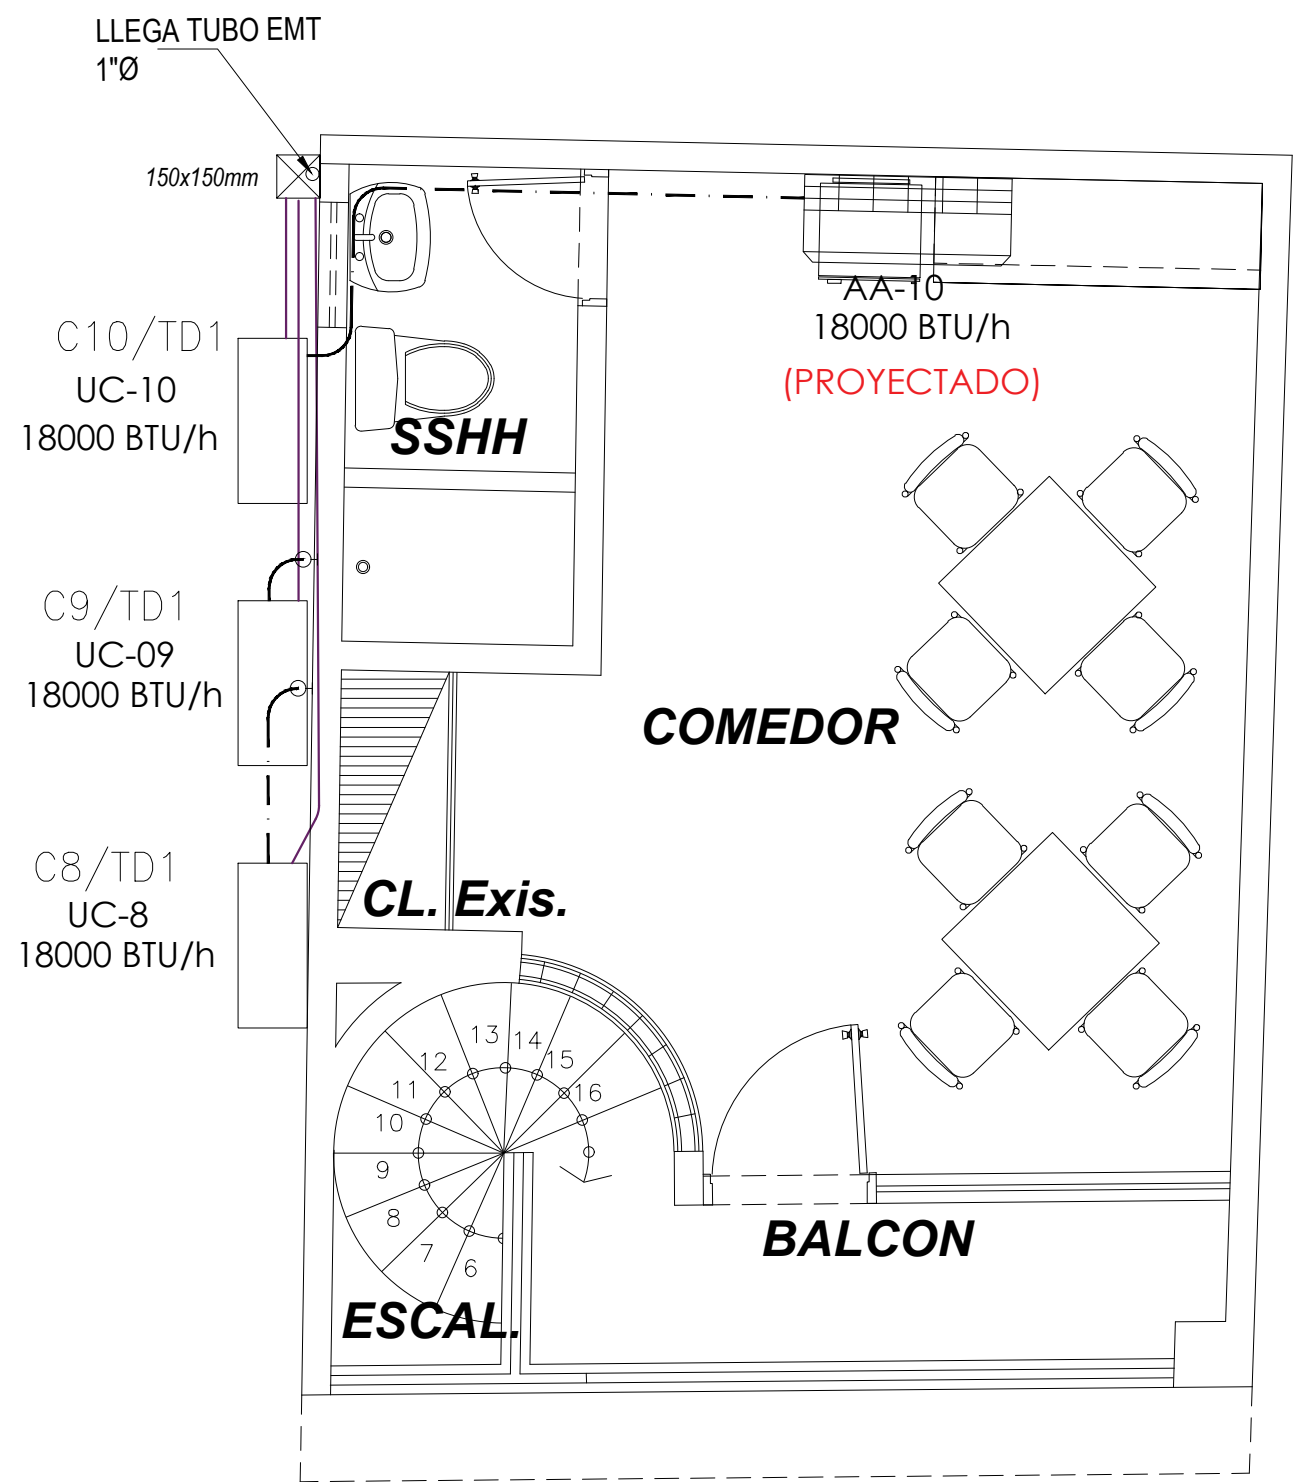 LLEGA TUBO EMT
1"Ø
150x150mm
C10/TD1
UC-10
18000 BTU/h
AA-10
18000 BTU/h
(PROYECTADO)
SSHH
C9/TD1
UC-09
18000 BTU/h
COMEDOR
C8/TD1
UC-8
18000 BTU/h
CL. Exis.
13
14
12
15
11
16
10
9
8
7
6
BALCON
ESCAL.